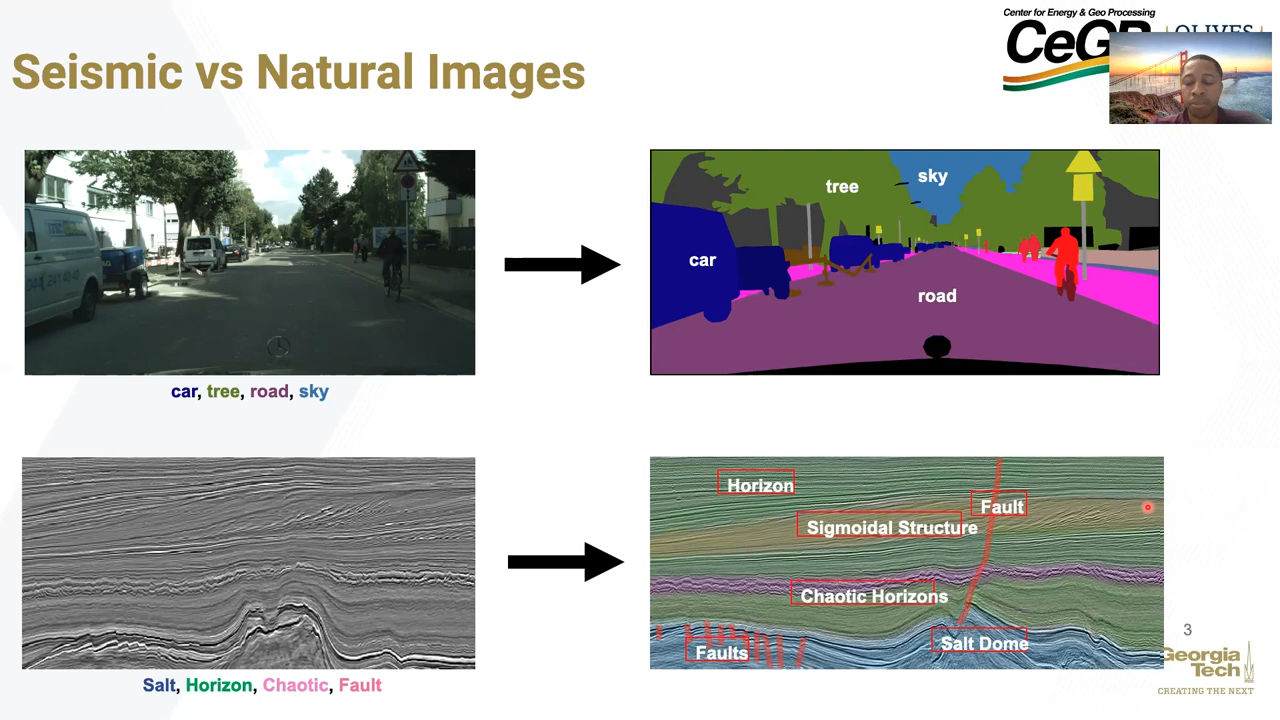 Seismic vs Natural Images
Center for Energy & Geo Processing
CeGP
OLIVES
tree
sky
car
road
car, tree, road, sky
Horizon
Fault
Sigmoidal Structure
Chaotic Horizons
Salt Dome
Faults
Salt, Horizon, Chaotic, Fault
3
Georgia
Tech
CREATING THE NEXT